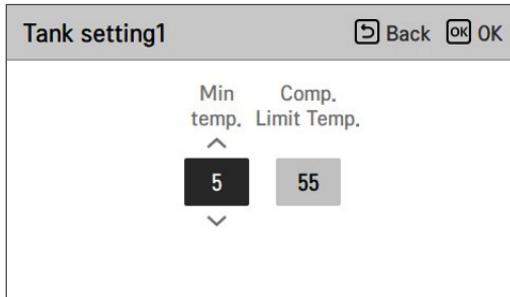 Tank setting1
Back OK OK
Min Comp.
temp. Limit Temp.
5 55